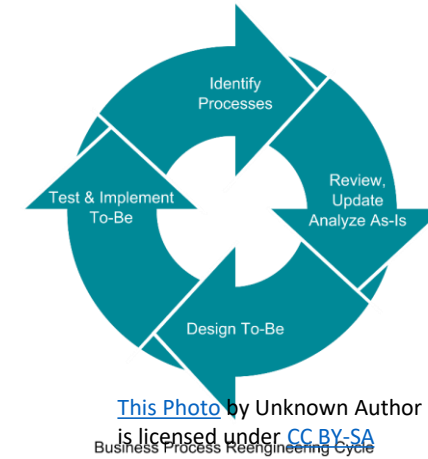 Identify
Processes
Review,
Update
Analyze As-Is
Design To-Be
Test & Implement
To-Be
This Photo by Unknown Author
is licensed under CC BY-SA
Business Process Reengineering Cycle